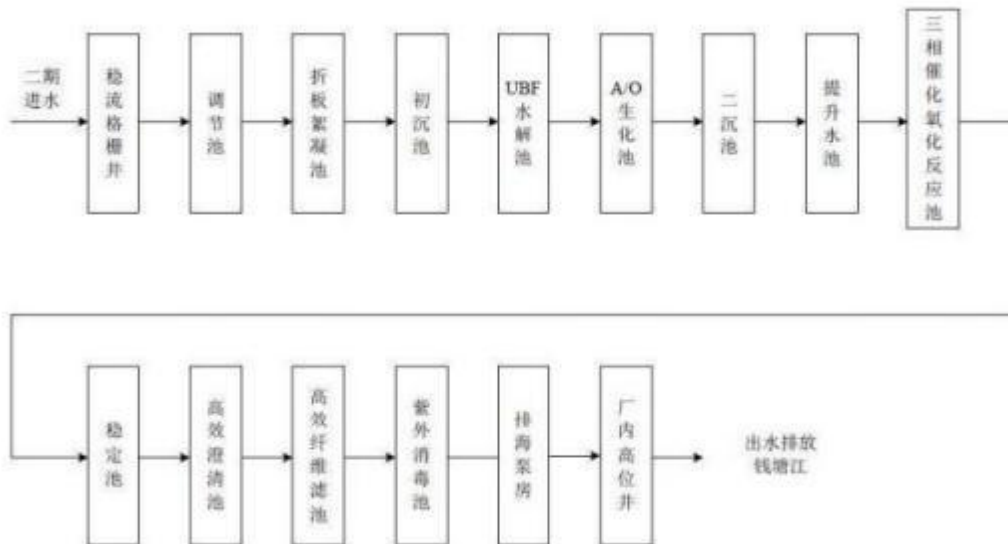 二期
进水
稳流格栅井
调节池
折板絮凝池
初沉池
UBF
水解池
A/O
生化池
二沉池
提升水池
三相催化氧化反应池
稳定池
高效澄清池
高效纤维滤池
紫外消毒池
排海泵房
厂内高位井
出水排放
钱塘江